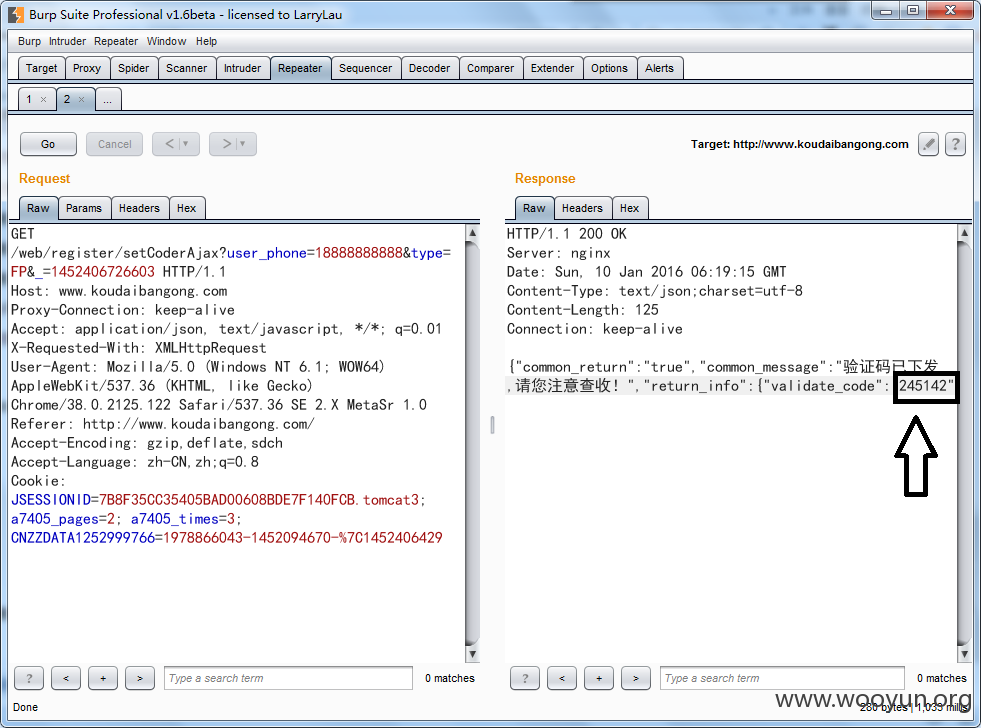 Burp Suite Professional v1.6beta - licensed to LarryLau
Burp Intruder Repeater Window Help
Target Proxy Spider Scanner Intruder Repeater Sequencer Decoder Comparer Extender Options Alerts
1 × 2 × ...
Go Cancel < ▼ > ▼ Target: http://www.koudaibangong.com ?
Request
Raw Params Headers Hex
GET
/web/register/setCoderAjax?user_phone=18888888888&type=
FP&_=1452406726603 HTTP/1.1
Host: www.koudaibangong.com
Proxy-Connection: keep-alive
Accept: application/json, text/javascript, */*; q=0.01
X-Requested-With: XMLHttpRequest
User-Agent: Mozilla/5.0 (Windows NT 6.1; WOW64)
AppleWebKit/537.36 (KHTML, like Gecko)
Chrome/38.0.2125.122 Safari/537.36 SE 2.X MetaSr 1.0
Referer: http://www.koudaibangong.com/
Accept-Encoding: gzip,deflate,sdch
Accept-Language: zh-CN,zh;q=0.8
Cookie:
JSESSIONID=7B8F35CC35405BAD00608BDE7F140FCB.tomcat3;
a7405_pages=2; a7405_times=3;
CNZZDATA1252999766=1978866043-1452094670-%7C1452406429
? < + > Type a search term 0 matches
Response
Raw Headers Hex
HTTP/1.1 200 OK
Server: nginx
Date: Sun, 10 Jan 2016 06:19:15 GMT
Content-Type: text/json;charset=utf-8
Content-Length: 125
Connection: keep-alive
{"common_return":"true","common_message":"验证码已下发
,请您注意查收！","return_info":{"validate_code": 245142"
? < + > Type a search term 0 matches
Done
280 bytes | 1,033 millis
www.wooyun.org